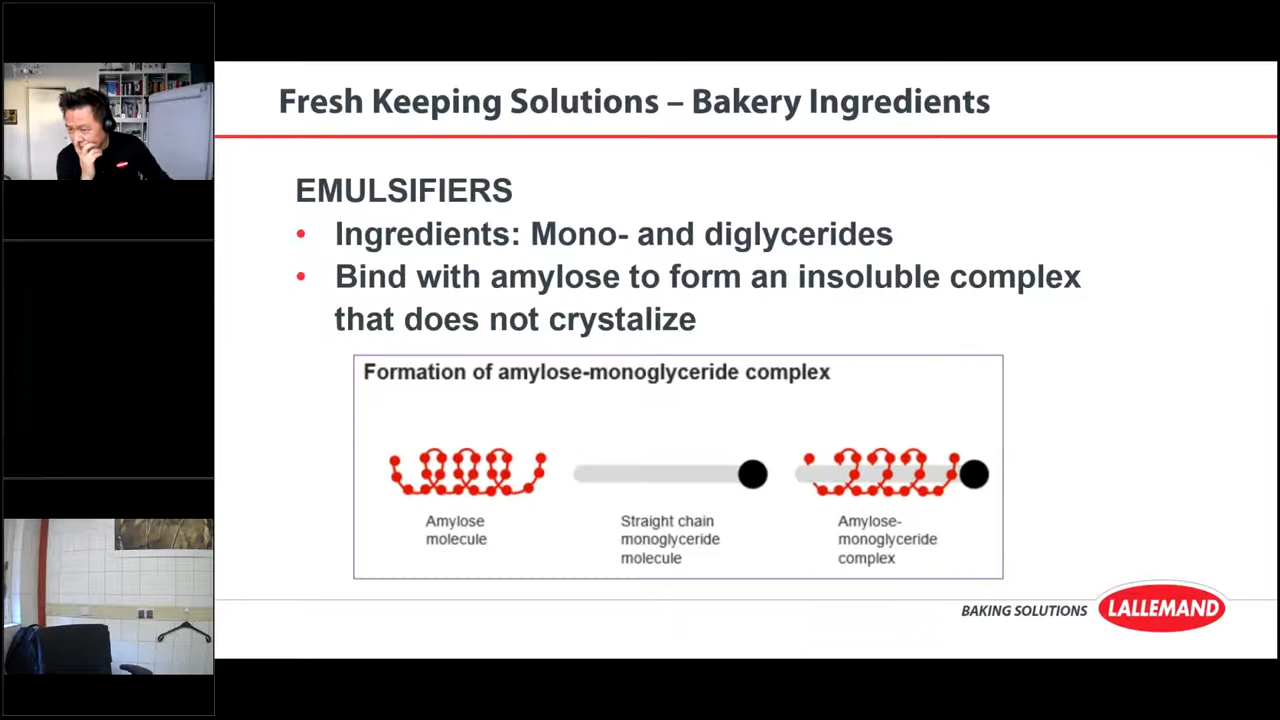 Fresh Keeping Solutions – Bakery Ingredients
EMULSIFIERS
• Ingredients: Mono- and diglycerides
• Bind with amylose to form an insoluble complex
that does not crystalize
Formation of amylose-monoglyceride complex
Amylose
molecule
Straight chain
monoglyceride
molecule
Amylose-
monoglyceride
complex
BAKING SOLUTIONS
LALLEMAND